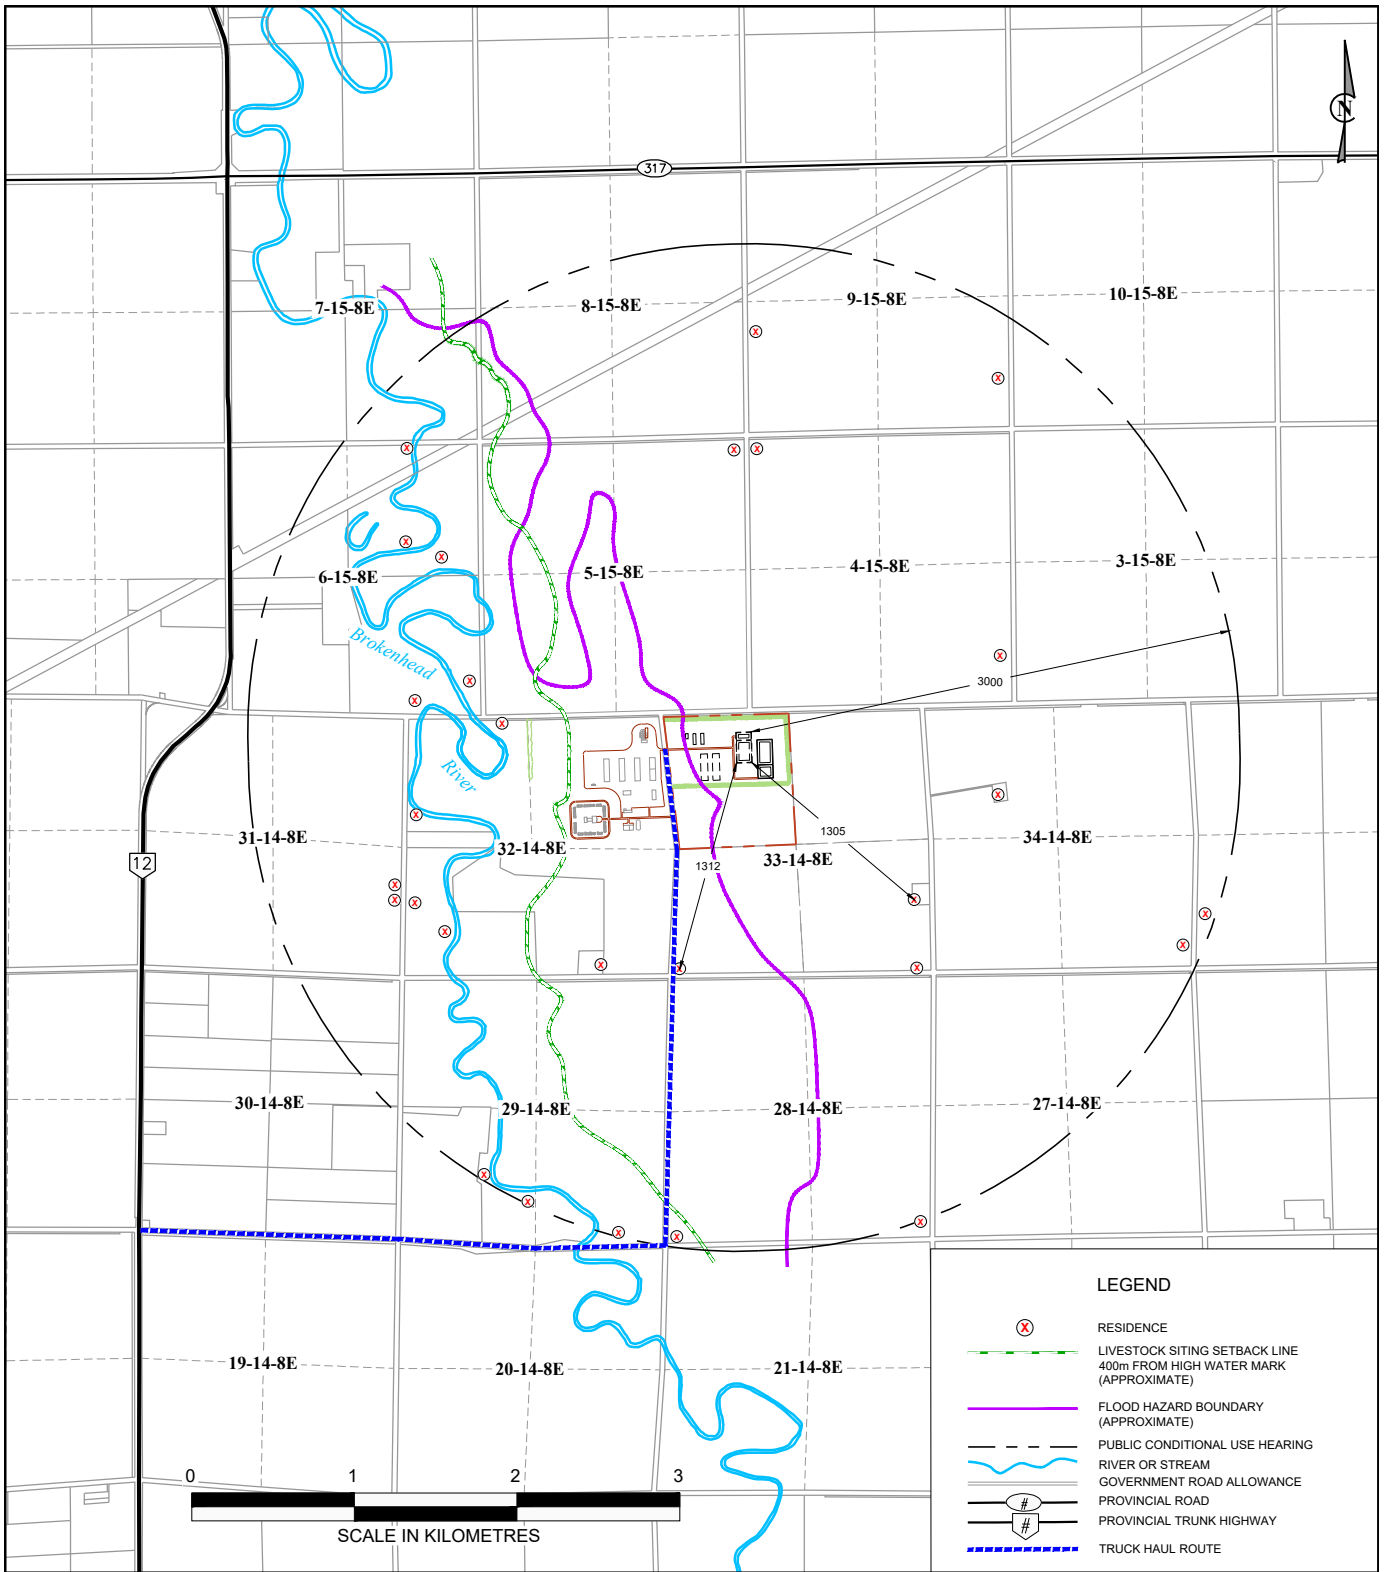 N
317
7-15-8E
8-15-8E
9-15-8E
10-15-8E
6-15-8E
5-15-8E
4-15-8E
3-15-8E
Brokenhead
River
3000
1305
1312
31-14-8E
32-14-8E
33-14-8E
34-14-8E
12
30-14-8E
29-14-8E
28-14-8E
27-14-8E
19-14-8E
20-14-8E
21-14-8E
0 1 2 3
SCALE IN KILOMETRES
LEGEND
X RESIDENCE
LIVESTOCK SITING SETBACK LINE
400m FROM HIGH WATER MARK
(APPROXIMATE)
FLOOD HAZARD BOUNDARY
(APPROXIMATE)
PUBLIC CONDITIONAL USE HEARING
RIVER OR STREAM
GOVERNMENT ROAD ALLOWANCE
# PROVINCIAL ROAD
# PROVINCIAL TRUNK HIGHWAY
TRUCK HAUL ROUTE